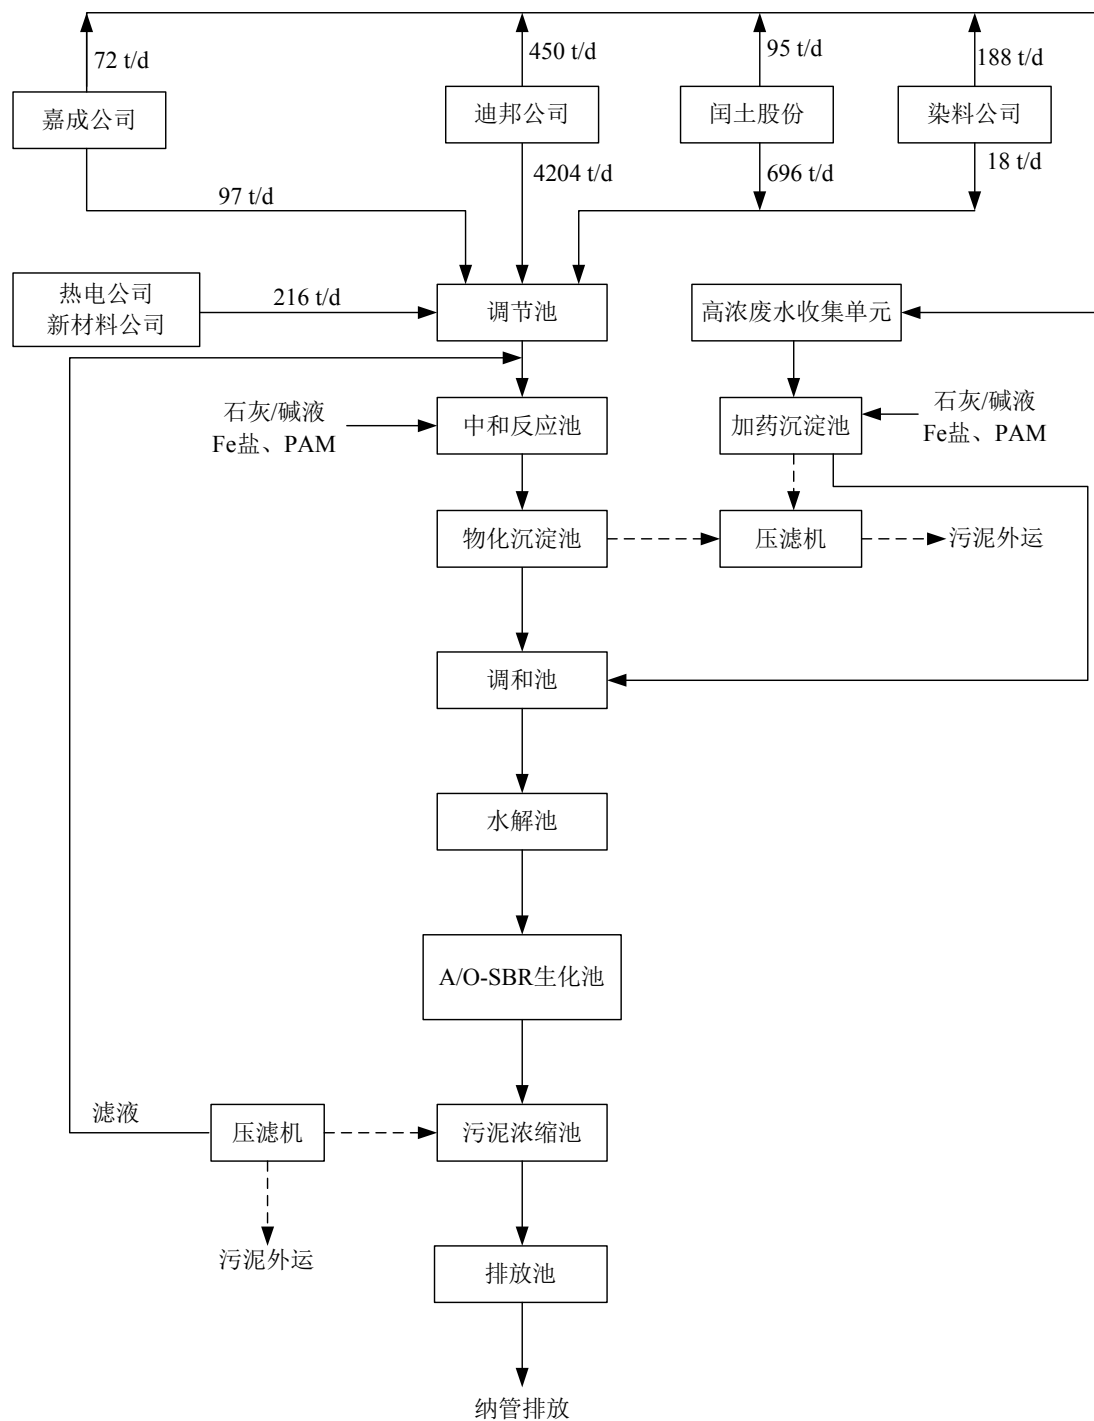 72 t/d
450 t/d
95 t/d
188 t/d
嘉成公司
迪邦公司
闰土股份
染料公司
97 t/d
4204 t/d
696 t/d
18 t/d
热电公司
新材料公司
216 t/d
调节池
高浓废水收集单元
石灰/碱液
Fe盐、PAM
中和反应池
加药沉淀池
石灰/碱液
Fe盐、PAM
物化沉淀池
压滤机
污泥外运
调和池
水解池
A/O-SBR生化池
滤液
压滤机
污泥浓缩池
污泥外运
排放池
纳管排放